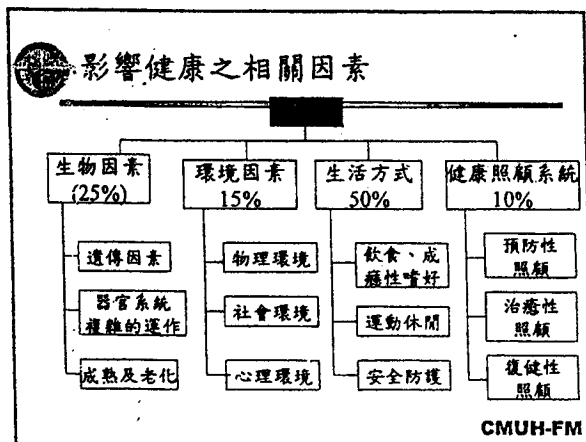 影響健康之相關因素
生物因素
(25%)
環境因素
15%
生活方式
50%
健康照顧系統
10%
遺傳因素
器官系統
複雜的運作
成熟及老化
物理環境
社會環境
心理環境
飲食、成
癮性嗜好
運動休閒
安全防護
預防性
照顧
治癒性
照顧
復健性
照顧
CMUH-FM